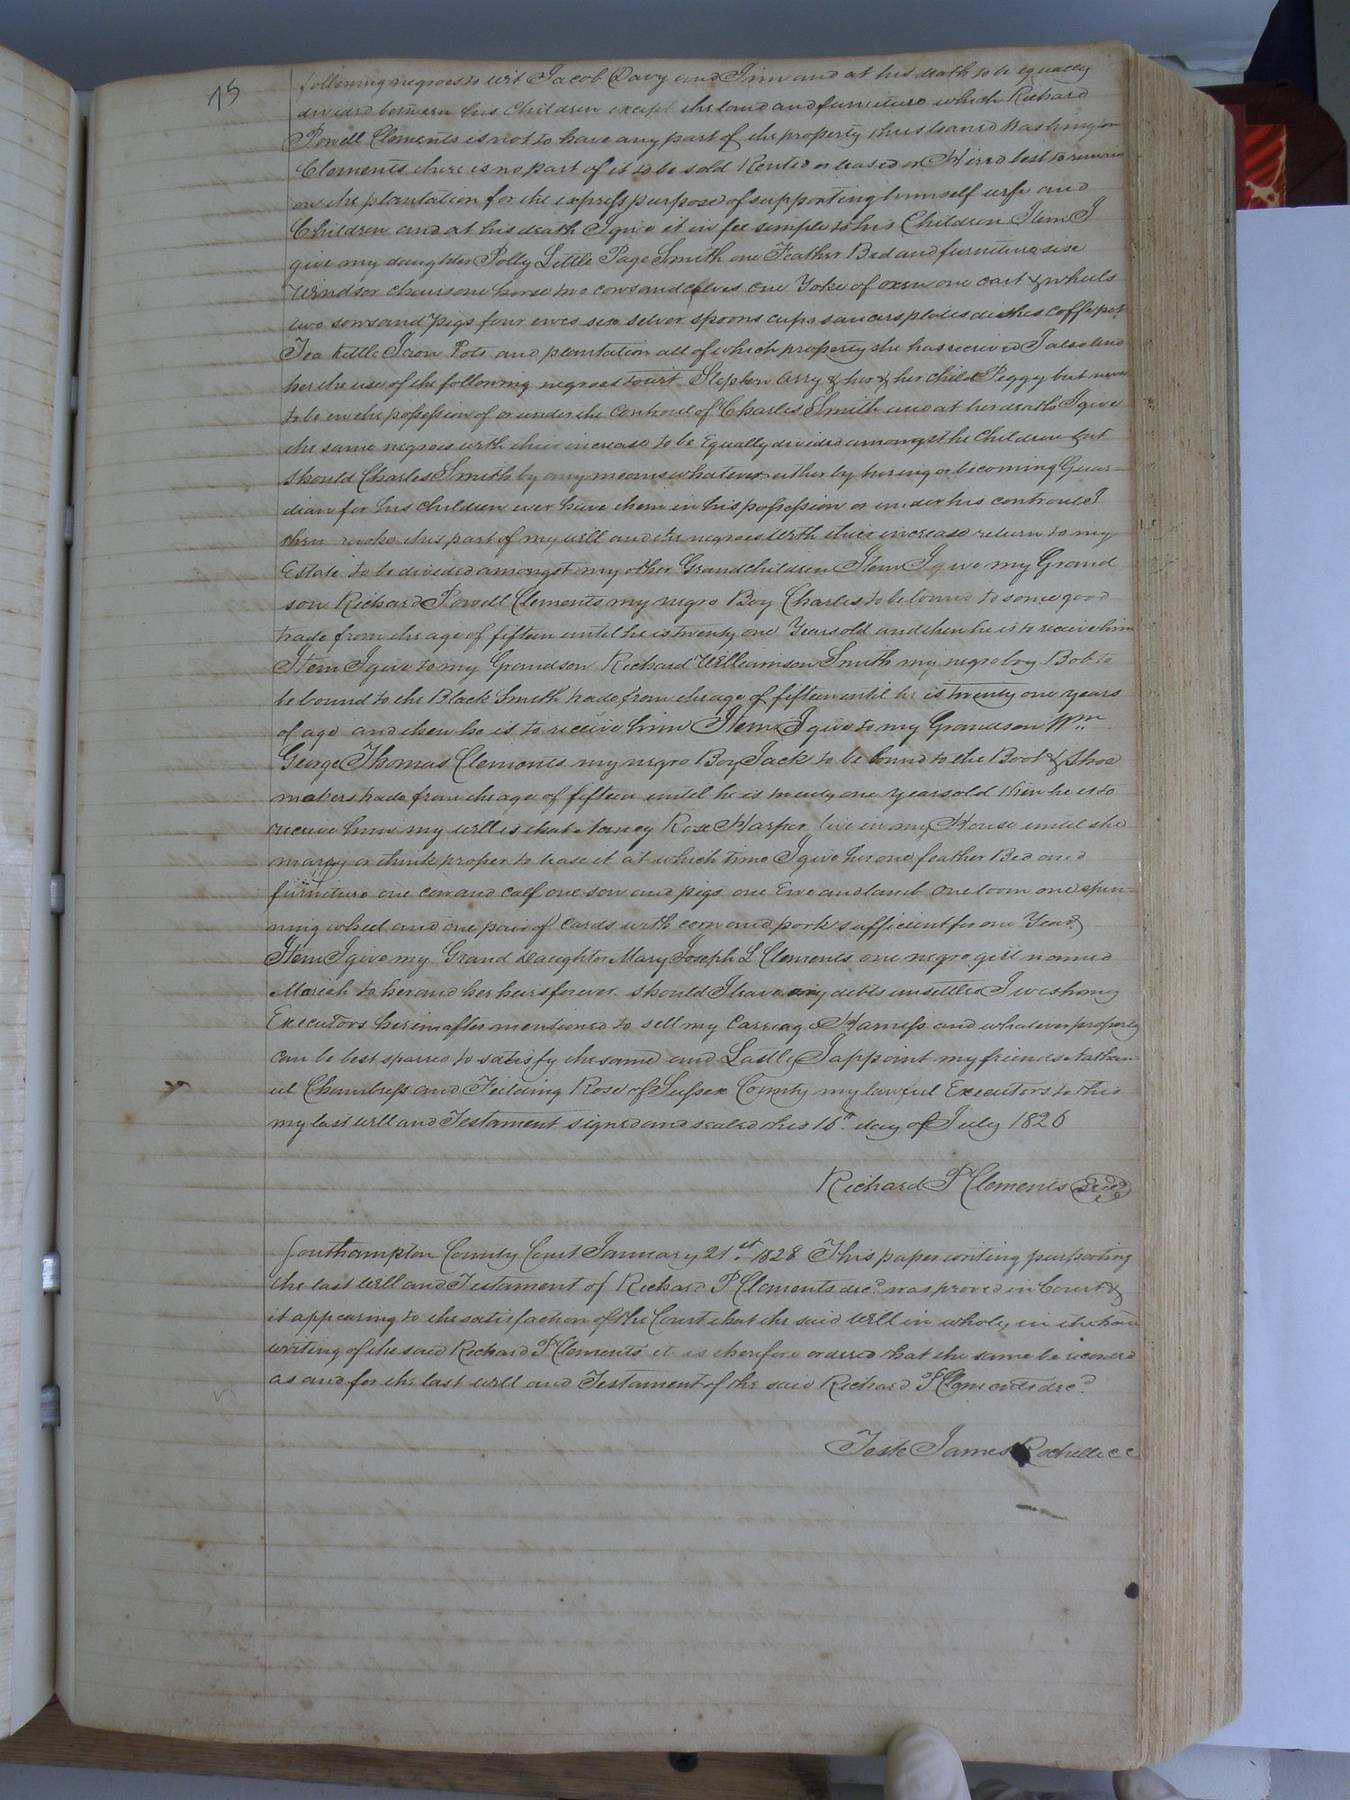 75
following negroes to wit Jacob Davy and Jinn and at his death to be equally
divided between his Children except the land and furniture which Richard
Powell Clements is not to have any part of the property thus loaned Washington
Clements there is no part of it to be sold Rented or leased or Hired but to remain
on the plantation for the express purpose of supporting himself wife and
Children and at his death I give it in fee simple to his Children Item I
give my daughter Polly Little Page Smith one Feather Bed and furniture six
Windsor chairs one horse two cows and calves one Yoke of oxen one cart & wheels
two sows and pigs four ewes six silver spoons cups saucers plates dishes coffe pot
Tea kettle Iron Pots and plantation all of which property she has received I also lend
her the use of the following negroes to wit Stephen Arry & her & her child Peggy but never
to be in the possession of or under the controul of Charles Smith and at her death I give
the same negroes with their increase to be Equally divided amongst the Children but
should Charles Smith by any means whatever either by hireing or becoming Guar=
dian for his children ever have them in his possession or under his controul I
then revoke this part of my will and the negroes with their increase return to my
Estate to be divided amongst my other Grandchildren Item I give my Grand
son Richard Powell Clements my negro Boy Charles to be bound to some good
trade from the age of fifteen until he is twenty one Years old and then he is to receive him
Item I give to my Grandson Richard Williamson Smith my negro boy Bob to
be bound to the Black Smith trade from the age of fifteen until he is twenty one years
of age and then he is to receive him Item I give to my Grandson Wm
George Thomas Clements my negro Boy Jack to be bound to the Boot & Shoe
makers trade from the age of fifteen until he is twenty one years old then he is to
receive him my will is that Nancy Rose Harper live in my House until she
marry or think proper to lease it at which time I give her one feather Bed and
furniture one cow and calf one sow and pigs one Ewe and lamb one loom one spin=
ning wheel and one pair of cards with corn and pork sufficient for one Year
Item I give my Grand Daughter Mary Joseph L Clements one negro girl named
Mariah to her and her heirs forever should I leave any debts unsettled I wish my
Executors hereinafter mentioned to sell my Carriage & Harness and whatever property
can be best sparred to satisfy the same and Lastly I appoint my friends Nathan
iel Chambless and Feilding Rose of Sussex County my lawful Executors to this
my last will and Testament signed and sealed this 16th day of July 1826
Richard P Clements Seal
Southampton County Court January 21st 1828 This paper writing purporting
the last Will and Testament of Richard P Clements decd was proved in Court &
it appearing to the satisfaction of the Court that the said Will in whole, in the hand
writing of the said Richard P Clements it is therefore ordered that the same be recorded
as and for the last will and Testament of the said Richard P Clements decd
Teste James Rochelle CC